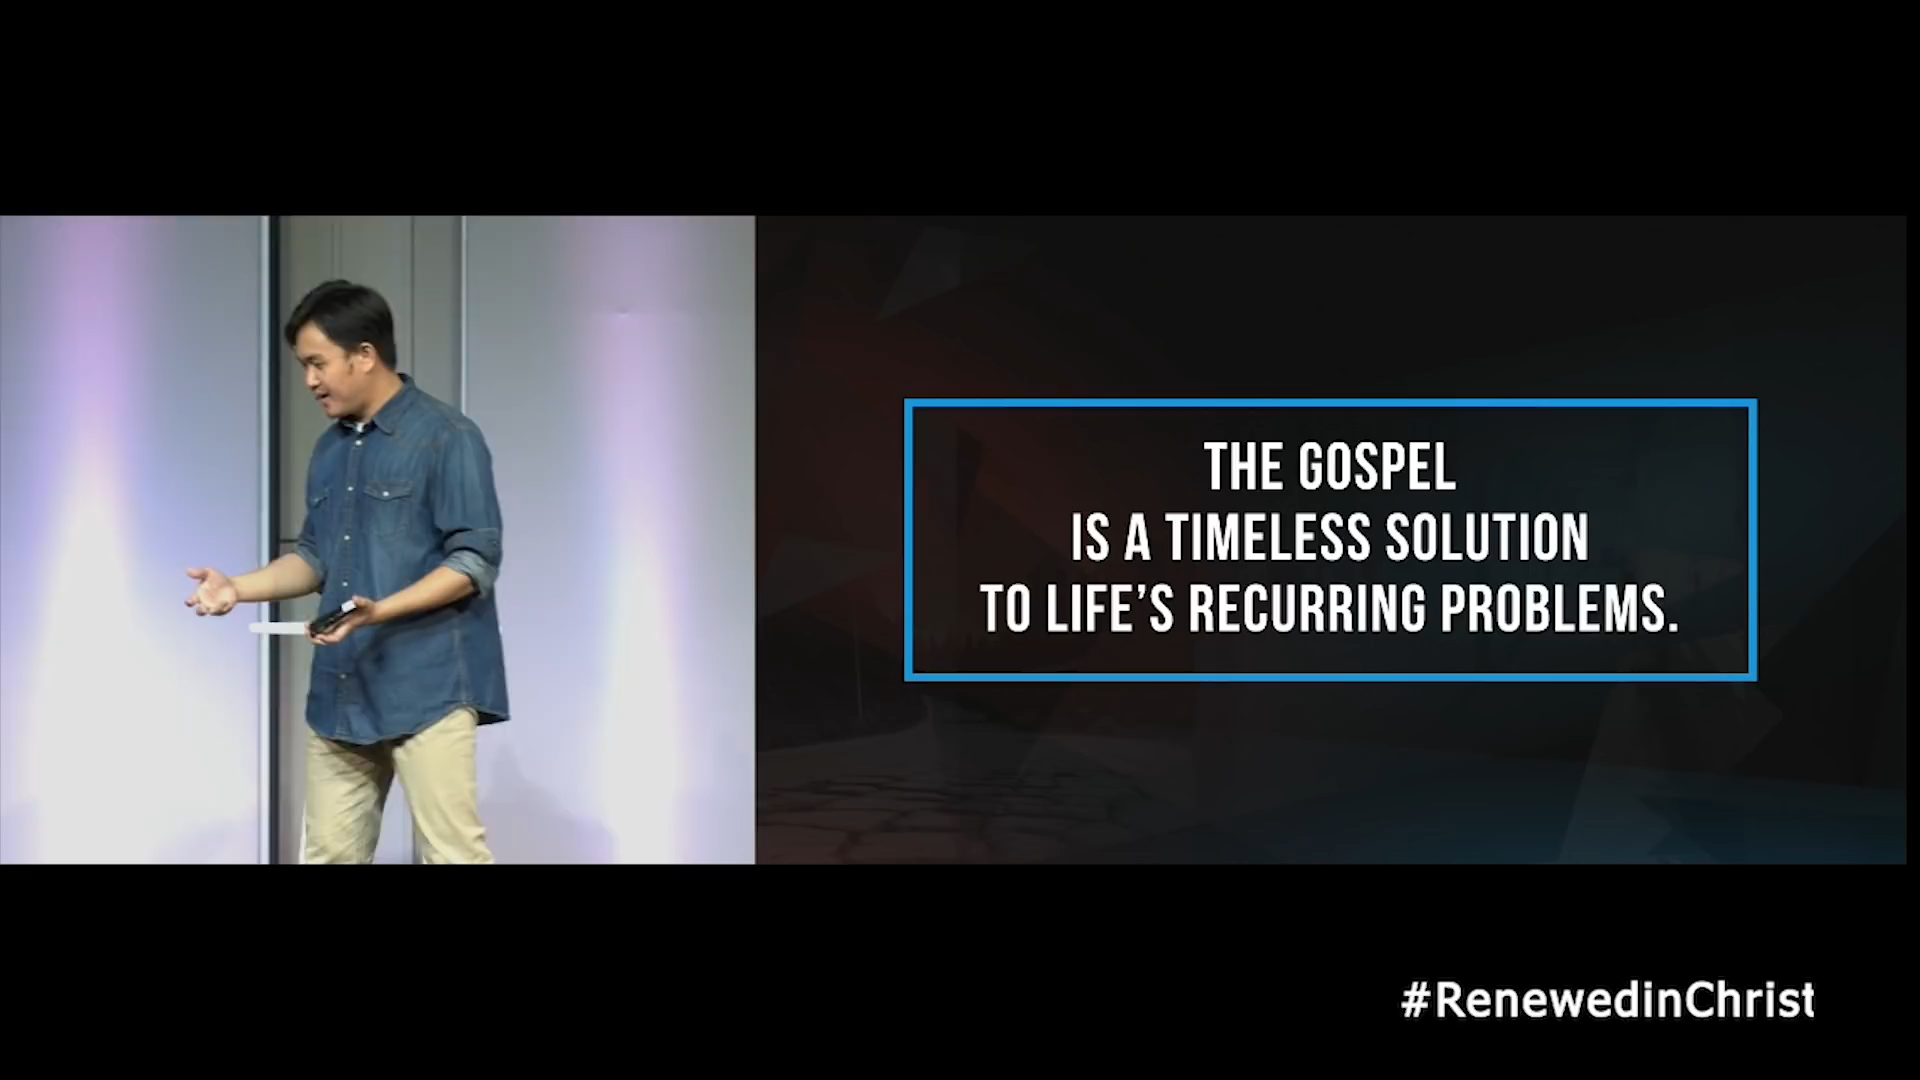 THE GOSPEL
IS A TIMELESS SOLUTION
TO LIFE'S RECURRING PROBLEMS.
#RenewedinChrist